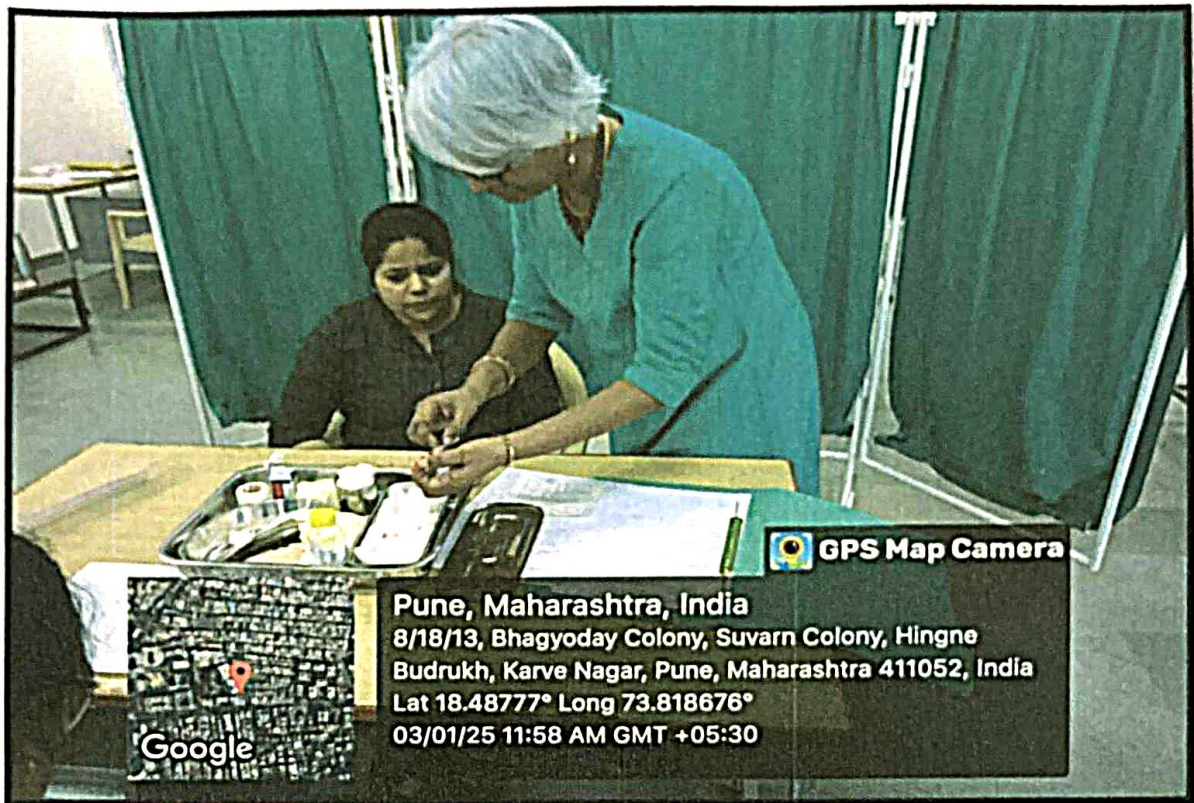 GPS Map Camera
Pune, Maharashtra, India
8/18/13, Bhagyoday Colony, Suvarn Colony, Hingne
Budrukh, Karve Nagar, Pune, Maharashtra 411052, India
Lat 18.48777° Long 73.818676°
03/01/25 11:58 AM GMT +05:30
Google